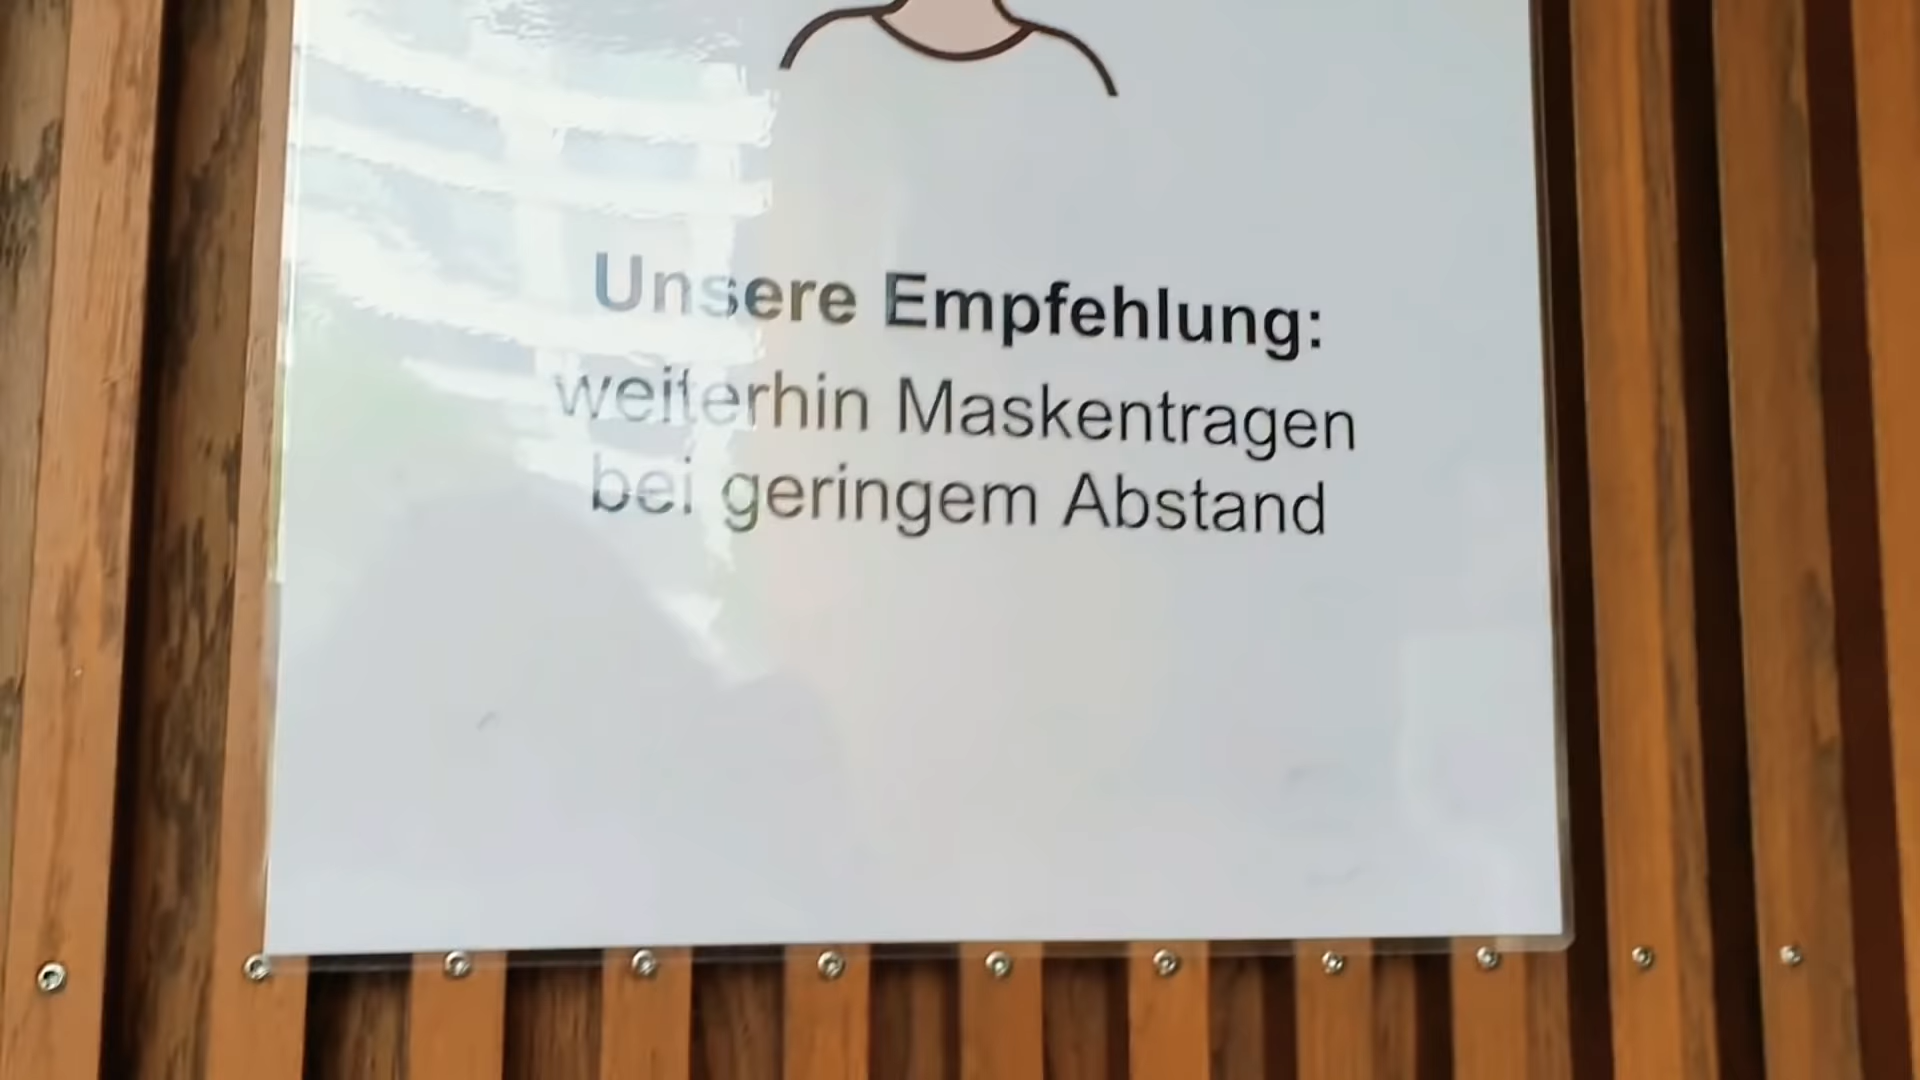 Unsere Empfehlung:
weiterhin Maskentragen
bei geringem Abstand